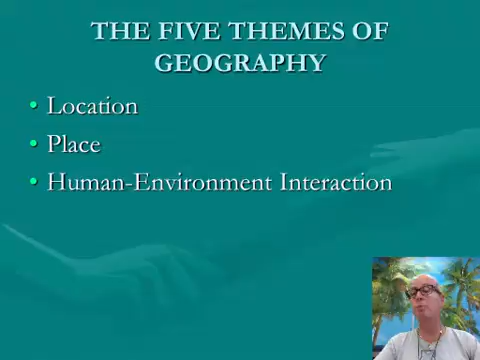 THE FIVE THEMES OF
GEOGRAPHY
• Location
• Place
• Human-Environment Interaction